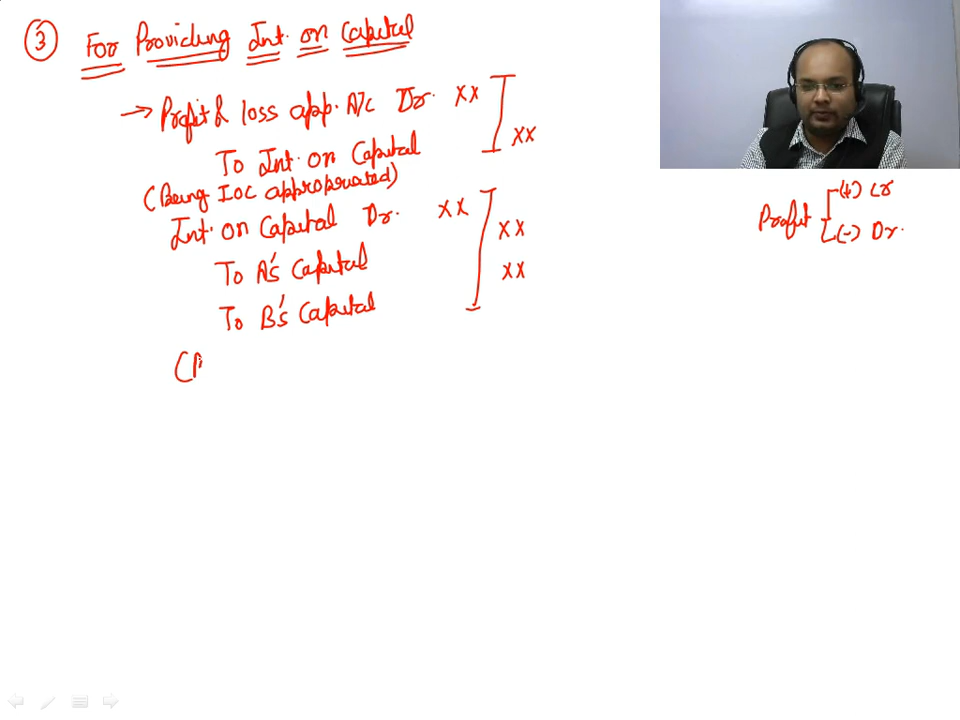 ③ For Providing Int. on Capital
→ Profit & loss app. A/c Dr. XX
To Int. on Capital XX
(Being IOC appropriated)
Int. on Capital Dr. XX
To A's Capital XX
To B's Capital XX
(
Profit (+) Cr
(-) Dr.